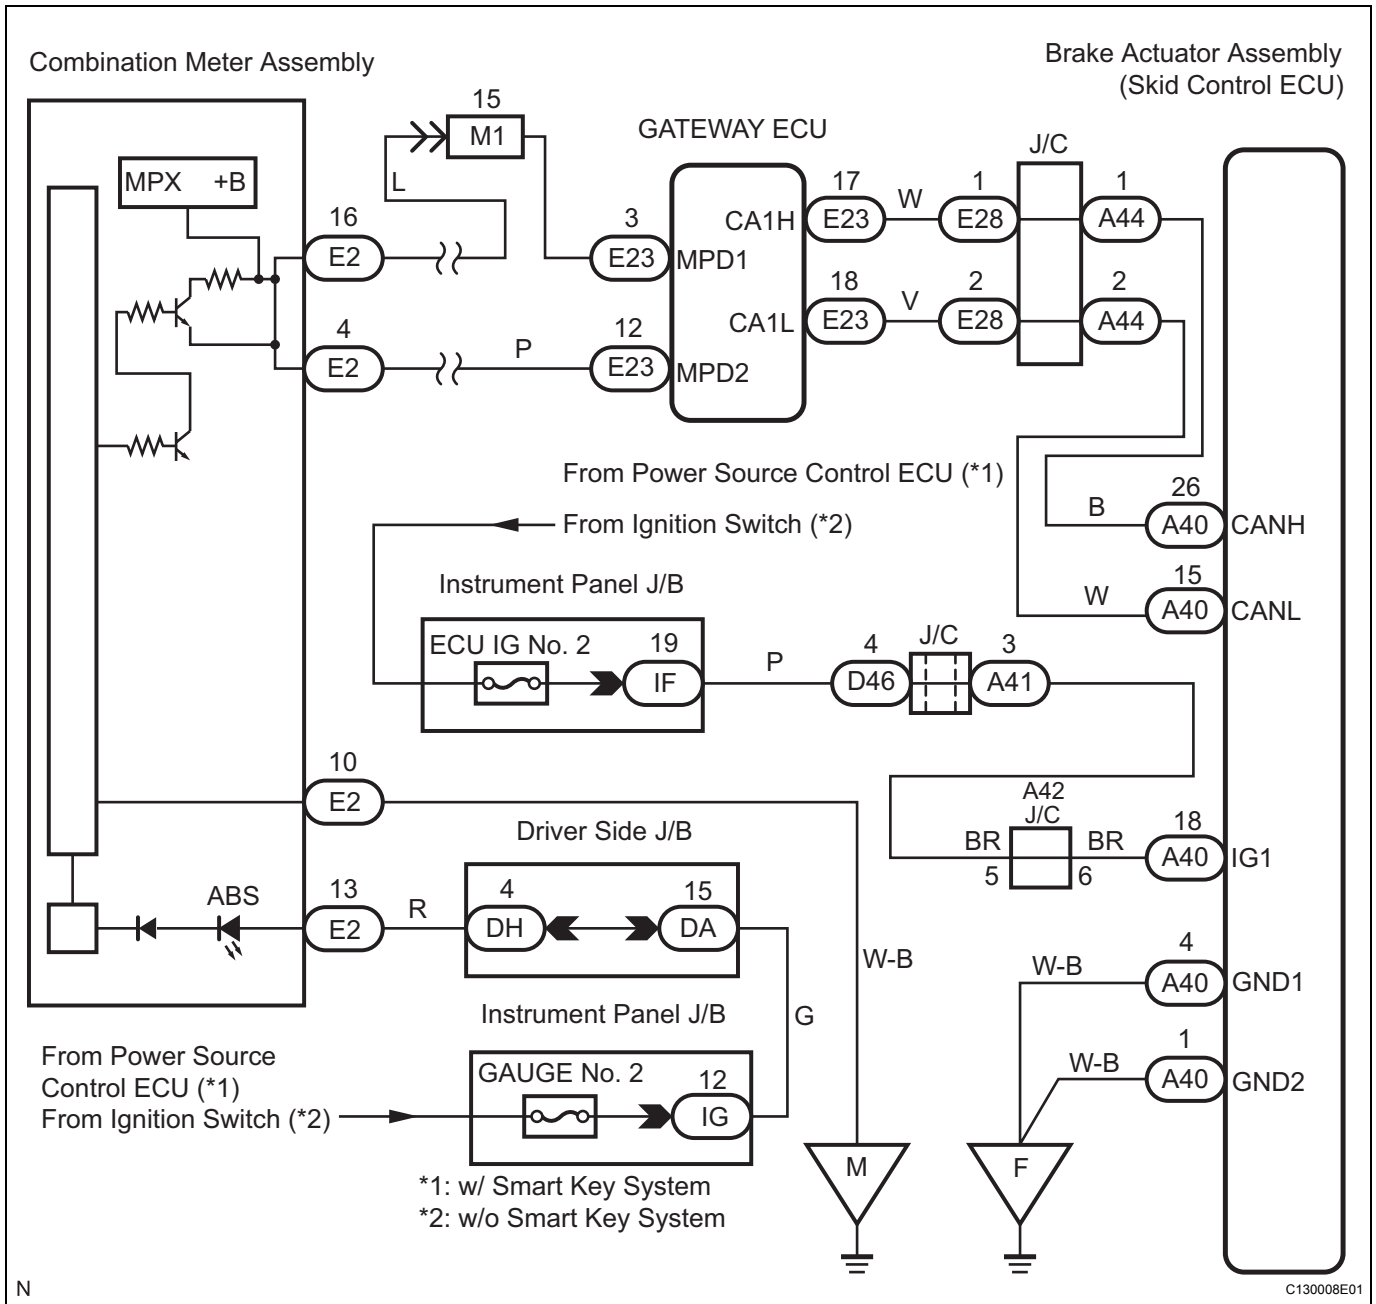 Combination Meter Assembly
Brake Actuator Assembly
(Skid Control ECU)
MPX +B
15
M1
L
GATEWAY ECU
J/C
16
E2
3
E23
MPD1
CA1H
17
E23
W
1
E28
1
A44
4
E2
P
12
E23
MPD2
CA1L
18
E23
V
2
E28
2
A44
From Power Source Control ECU (*1)
From Ignition Switch (*2)
B
26
A40
CANH
W
15
A40
CANL
Instrument Panel J/B
ECU IG No. 2
19
IF
P
4
D46
J/C
3
A41
A42
J/C
BR
5
BR
6
18
A40
IG1
10
E2
Driver Side J/B
ABS
13
E2
R
4
DH
15
DA
W-B
G
W-B
4
A40
GND1
W-B
1
A40
GND2
Instrument Panel J/B
GAUGE No. 2
12
IG
From Power Source
Control ECU (*1)
From Ignition Switch (*2)
M
F
*1: w/ Smart Key System
*2: w/o Smart Key System
N
C130008E01